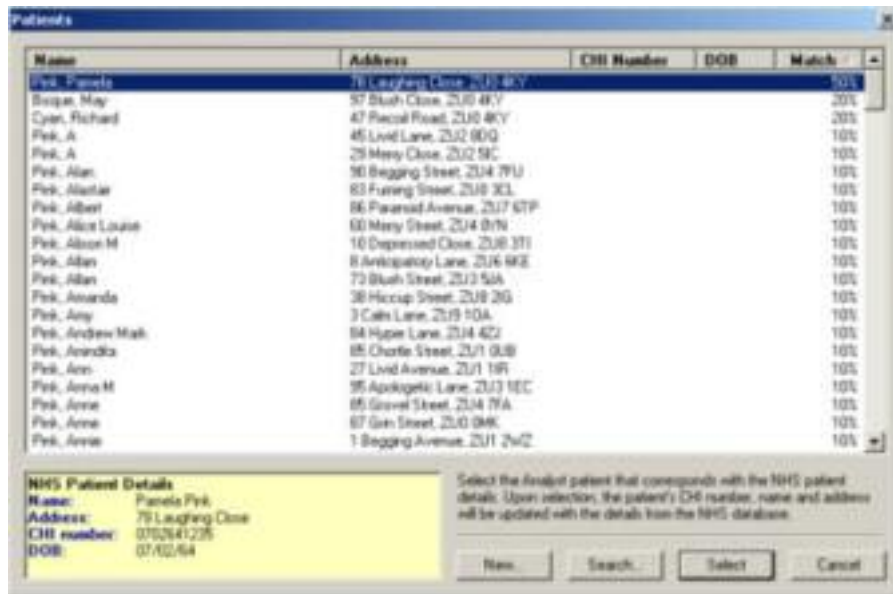 Patients
Name Address CHI Number DOB Match
Pink, Pamela 78 Laughing Close, ZU0 4KY 50%
Bisque, May 97 Blush Close, ZU0 4KY 20%
Cyan, Richard 47 Recoil Road, ZU0 4KY 20%
Pink, A 45 Livid Lane, ZU2 8DQ 10%
Pink, A 29 Merry Close, ZU2 5IC 10%
Pink, Alan 90 Begging Street, ZU4 7FU 10%
Pink, Alastair 83 Fuming Street, ZU8 3CL 10%
Pink, Albert 86 Paranoid Avenue, ZU7 6TP 10%
Pink, Alice Louise 60 Merry Street, ZU4 0YN 10%
Pink, Alison M 10 Depressed Close, ZU8 3TI 10%
Pink, Allan 8 Anticipatory Lane, ZU6 6KE 10%
Pink, Allan 73 Blush Street, ZU3 5JA 10%
Pink, Amanda 38 Hiccup Street, ZU8 2IG 10%
Pink, Amy 3 Calm Lane, ZU9 1OA 10%
Pink, Andrew Mark 84 Hyper Lane, ZU4 4ZJ 10%
Pink, Anindita 85 Chortle Street, ZU1 0UB 10%
Pink, Ann 27 Livid Avenue, ZU1 1IR 10%
Pink, Anna M 95 Apologetic Lane, ZU3 1EC 10%
Pink, Anne 85 Grovel Street, ZU4 7FA 10%
Pink, Anne 67 Grin Street, ZU0 0MK 10%
Pink, Annie 1 Begging Avenue, ZU1 2WZ 10%
NHS Patient Details
Name: Pamela Pink
Address: 78 Laughing Close
CHI number: 0702641235
DOB: 07/02/64
Select the Analyst patient that corresponds with the NHS patient
details. Upon selection, the patient's CHI number, name and address
will be updated with the details from the NHS database.
New... Search... Select Cancel